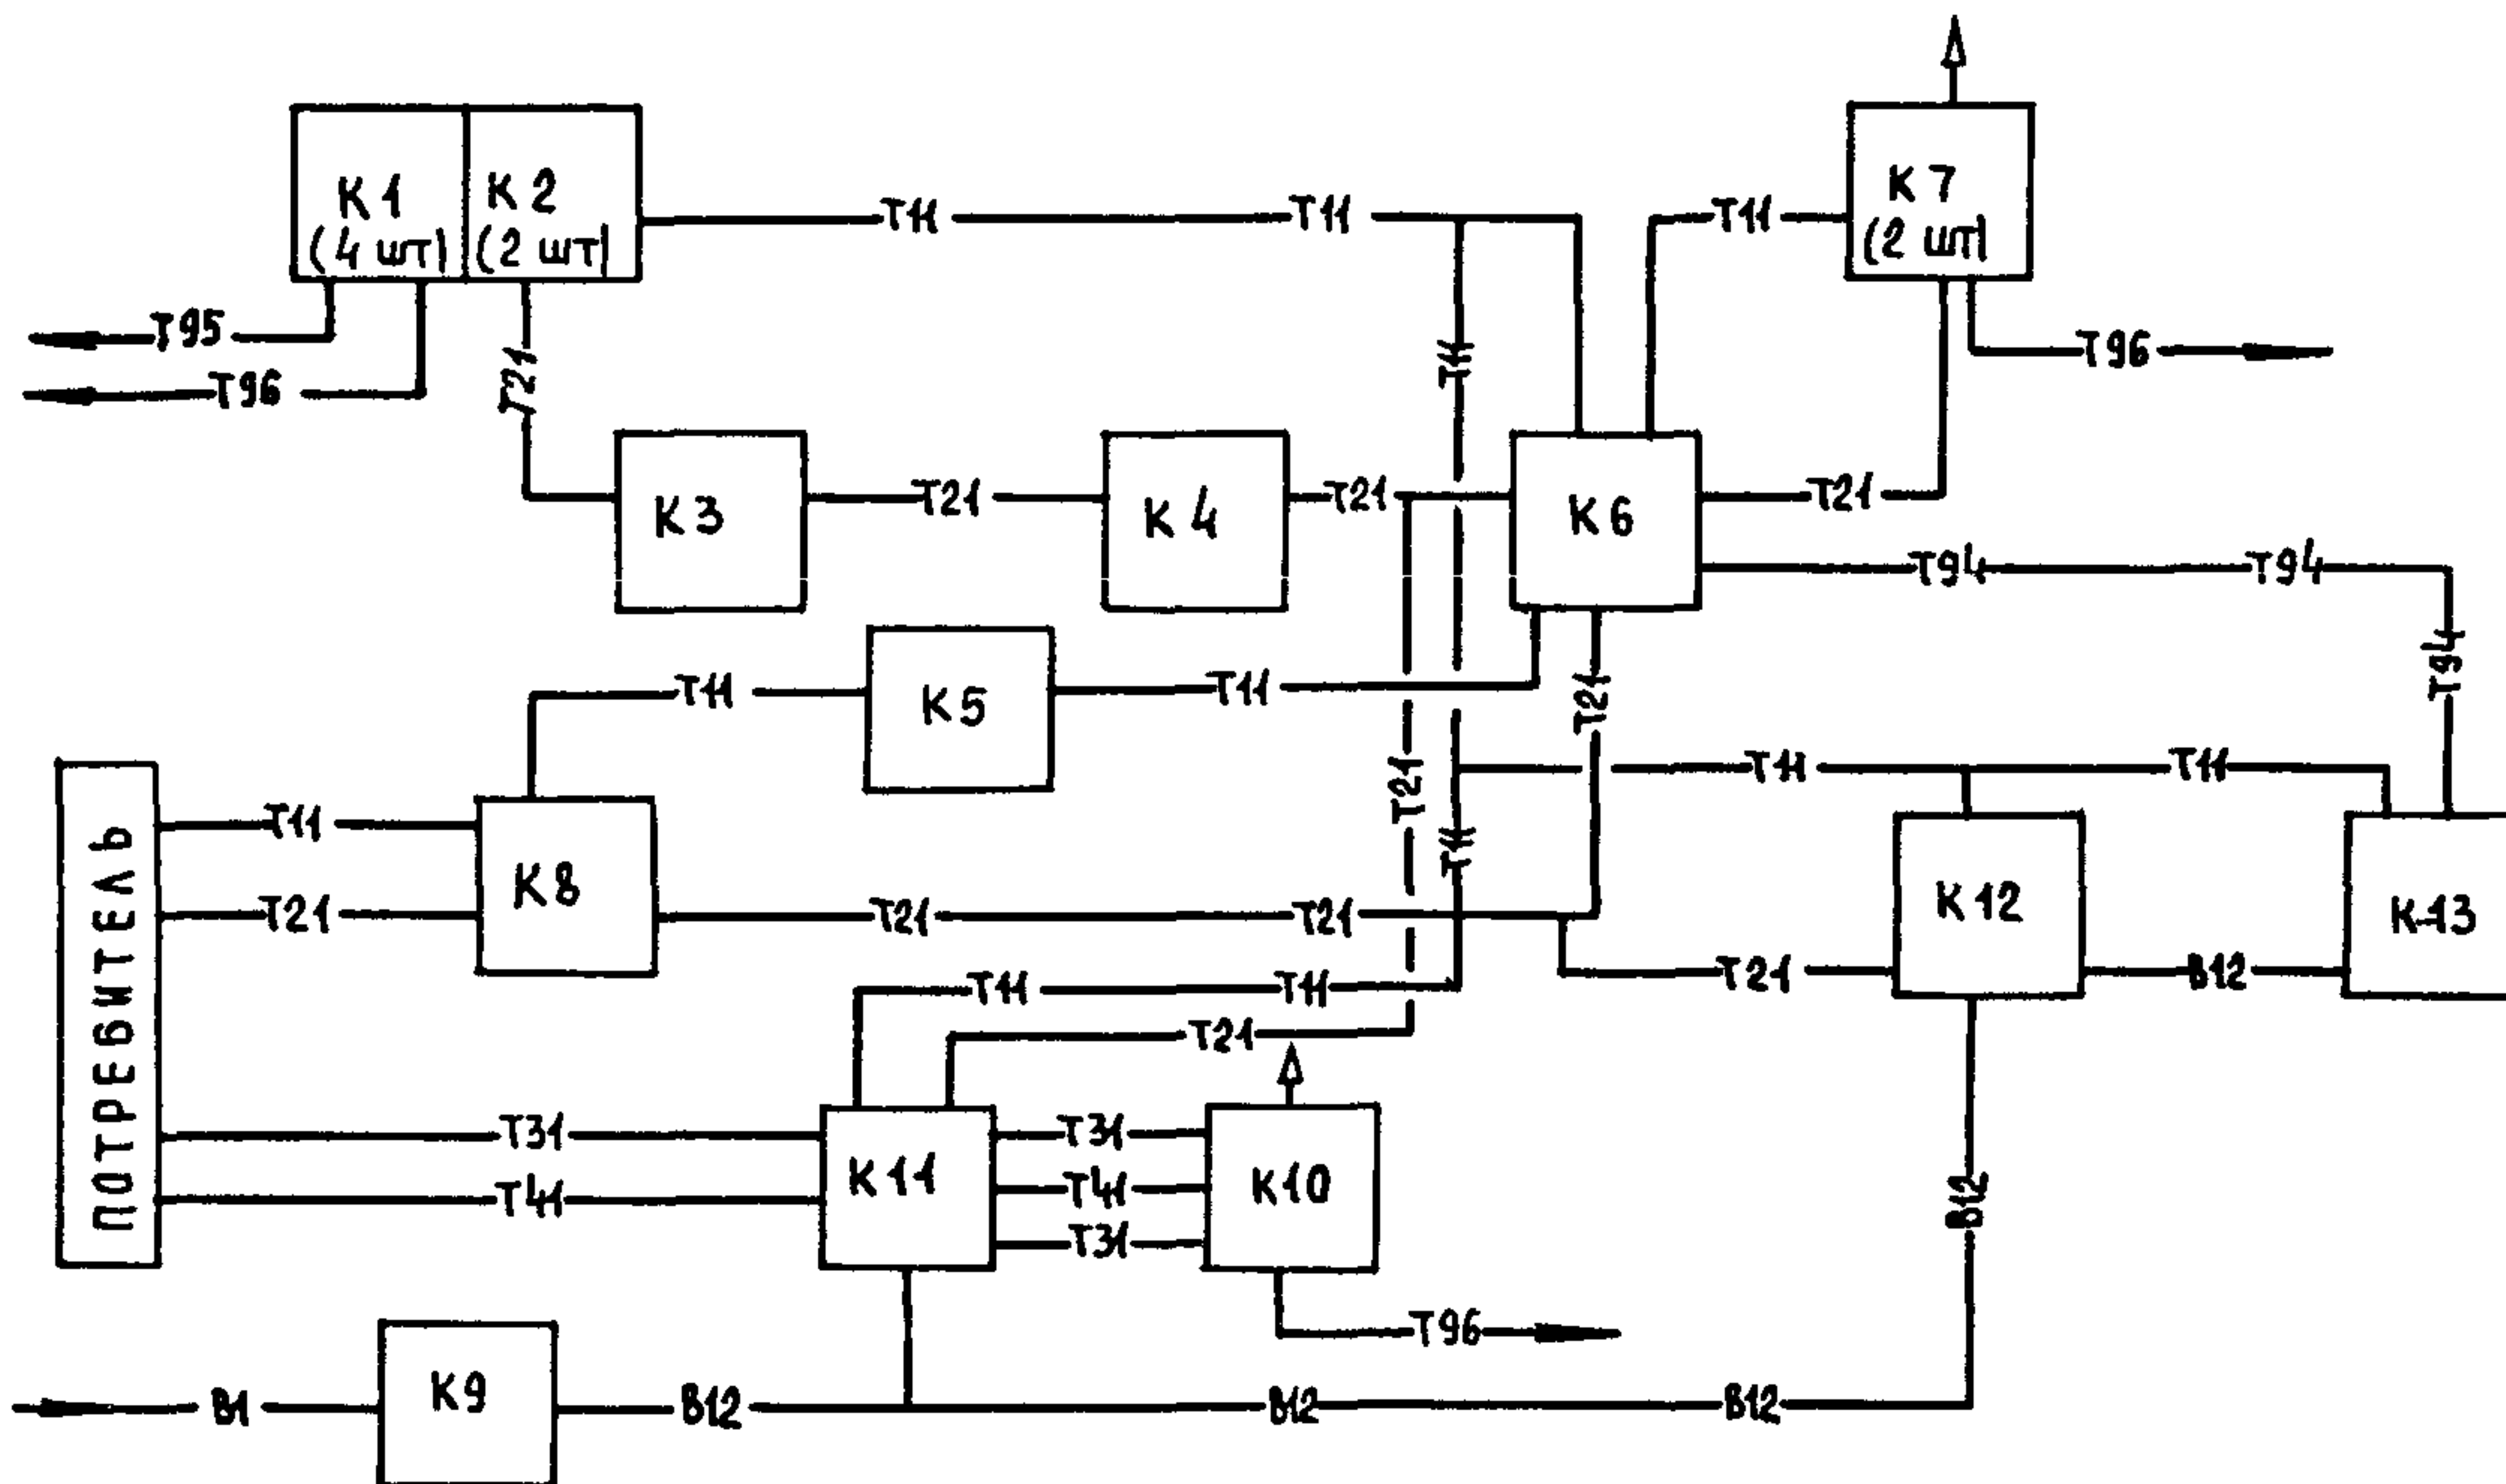 К1
(4 шт)
К2
(2 шт)
Т11
Т11
Т11
К7
(2 шт)
Т95
Т96
Т21
Т11
Т96
К3
Т21
К4
Т21
К6
Т21
Т94
Т94
Т94
Т11
К5
Т11
Т21
Т21
Т11
Т11
Т11
ПОТРЕБИТЕЛЬ
Т11
Т21
К8
Т21
Т21
Т11
К12
К13
Т21
В12
Т11
Т11
Т21
Т31
Т41
К11
Т31
Т41
Т31
К10
В12
Т96
В1
К9
В12
В12
В12